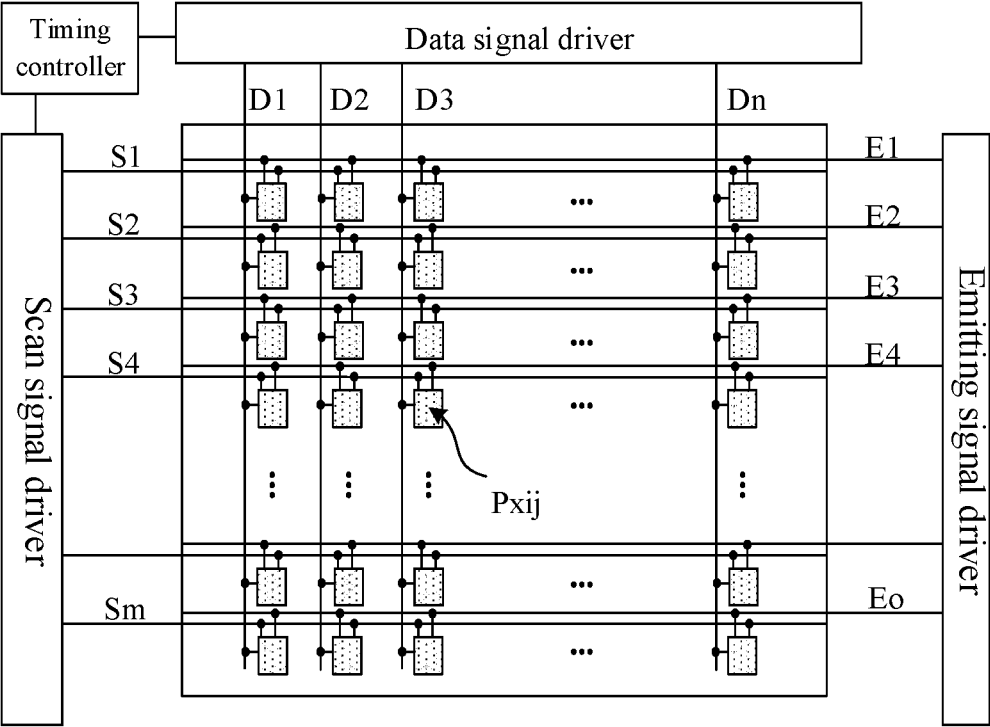 Timing
controller
Data signal driver
D1 D2 D3 Dn
S1 E1
...
S2 E2
...
S3 E3
...
S4 E4
...
Pxij
...
Sm Eo
...
Scan signal driver
Emitting signal driver